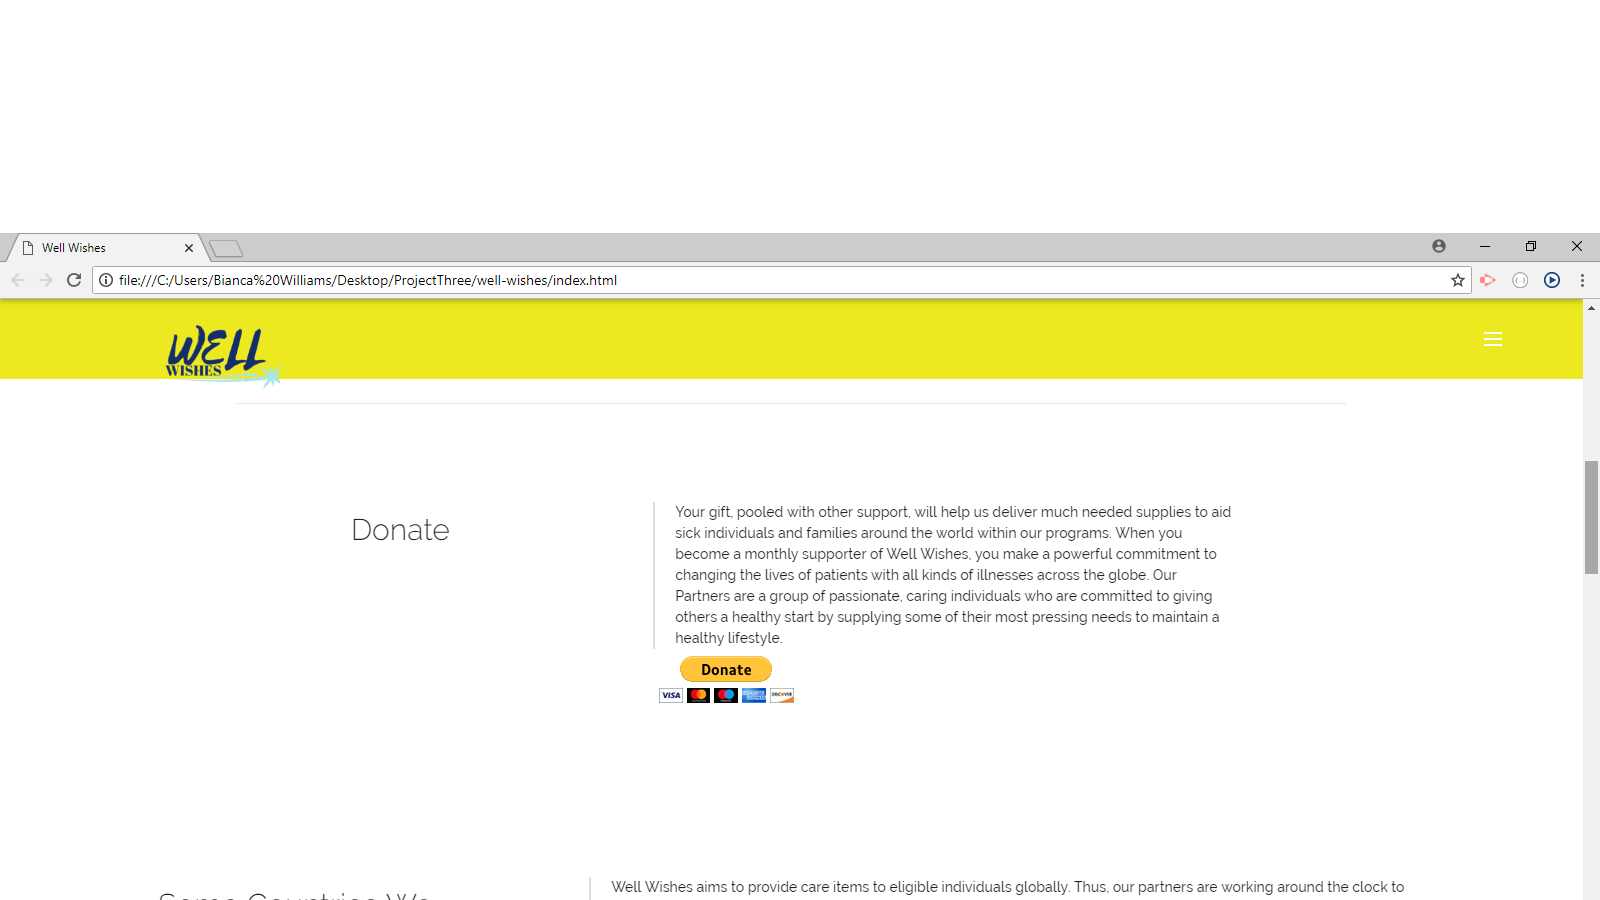 Well Wishes
file:///C:/Users/Bianca%20Williams/Desktop/ProjectThree/well-wishes/index.html
WELL
WISHES
Donate
Your gift, pooled with other support, will help us deliver much needed supplies to aid
sick individuals and families around the world within our programs. When you
become a monthly supporter of Well Wishes, you make a powerful commitment to
changing the lives of patients with all kinds of illnesses across the globe. Our
Partners are a group of passionate, caring individuals who are committed to giving
others a healthy start by supplying some of their most pressing needs to maintain a
healthy lifestyle.
Donate
VISA
DISCOVER
Some Countries We
Well Wishes aims to provide care items to eligible individuals globally. Thus, our partners are working around the clock to